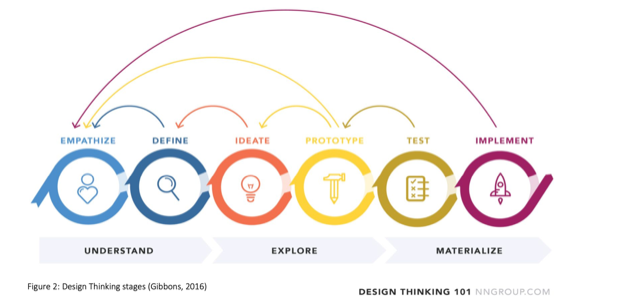 EMPATHIZE DEFINE IDEATE PROTOTYPE TEST IMPLEMENT
UNDERSTAND EXPLORE MATERIALIZE
Figure 2: Design Thinking stages (Gibbons, 2016)
DESIGN THINKING 101 NNGROUP.COM